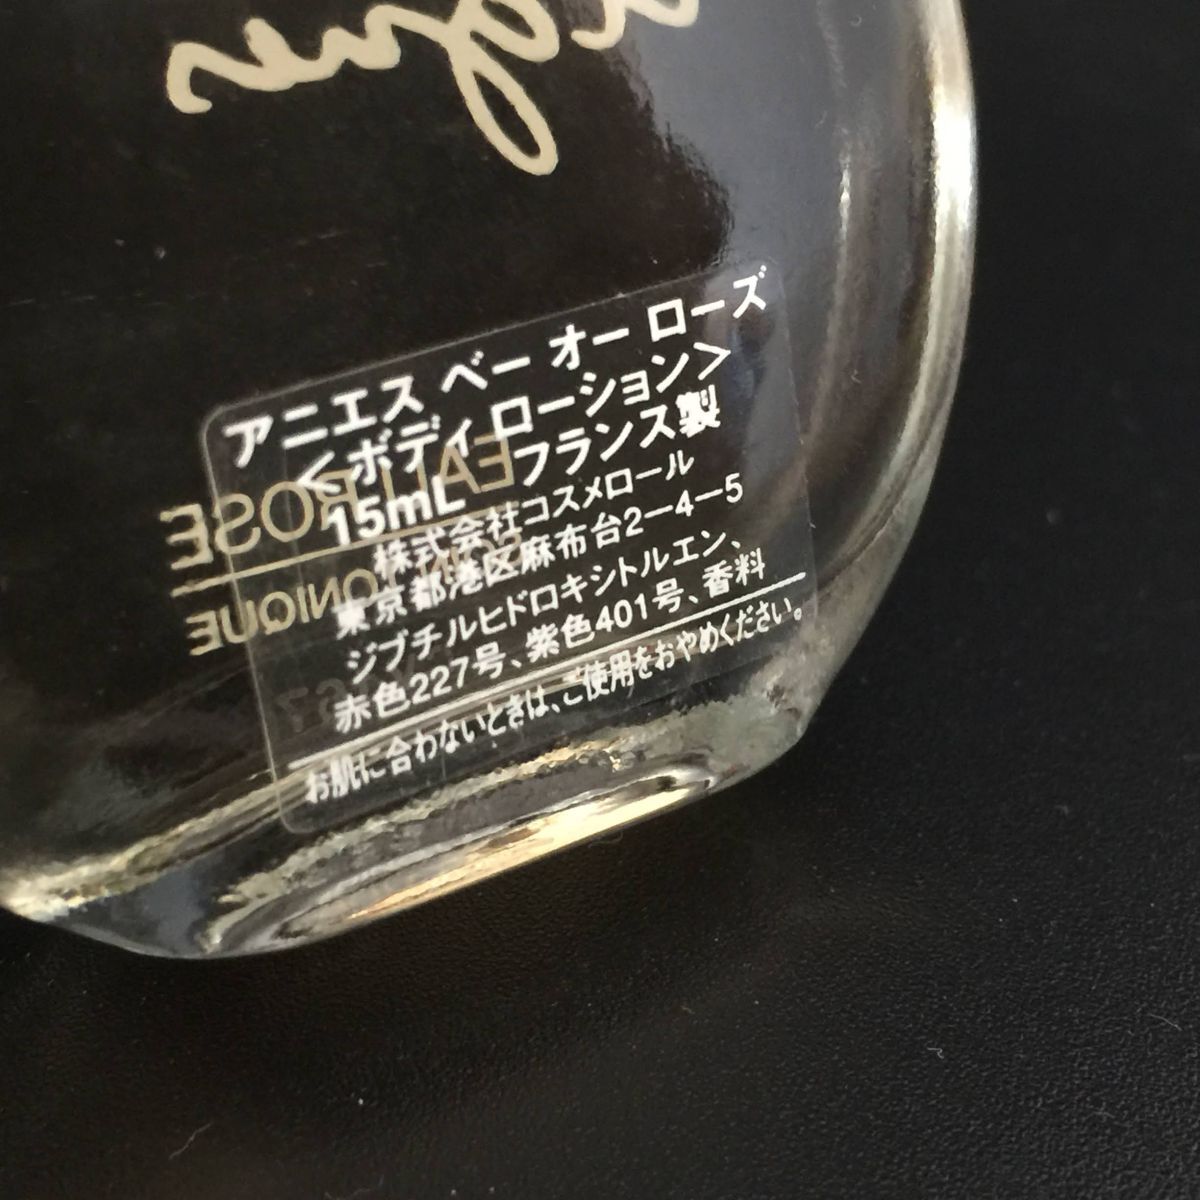 アニエス ベー オー ローズ
＜ボディローション＞
15mL フランス製
株式会社コスメロール
東京都港区麻布台2－4－5
ジブチルヒドロキシトルエン、
赤色227号、紫色401号、香料
お肌に合わないときは、ご使用をおやめください。
EAU ROSE